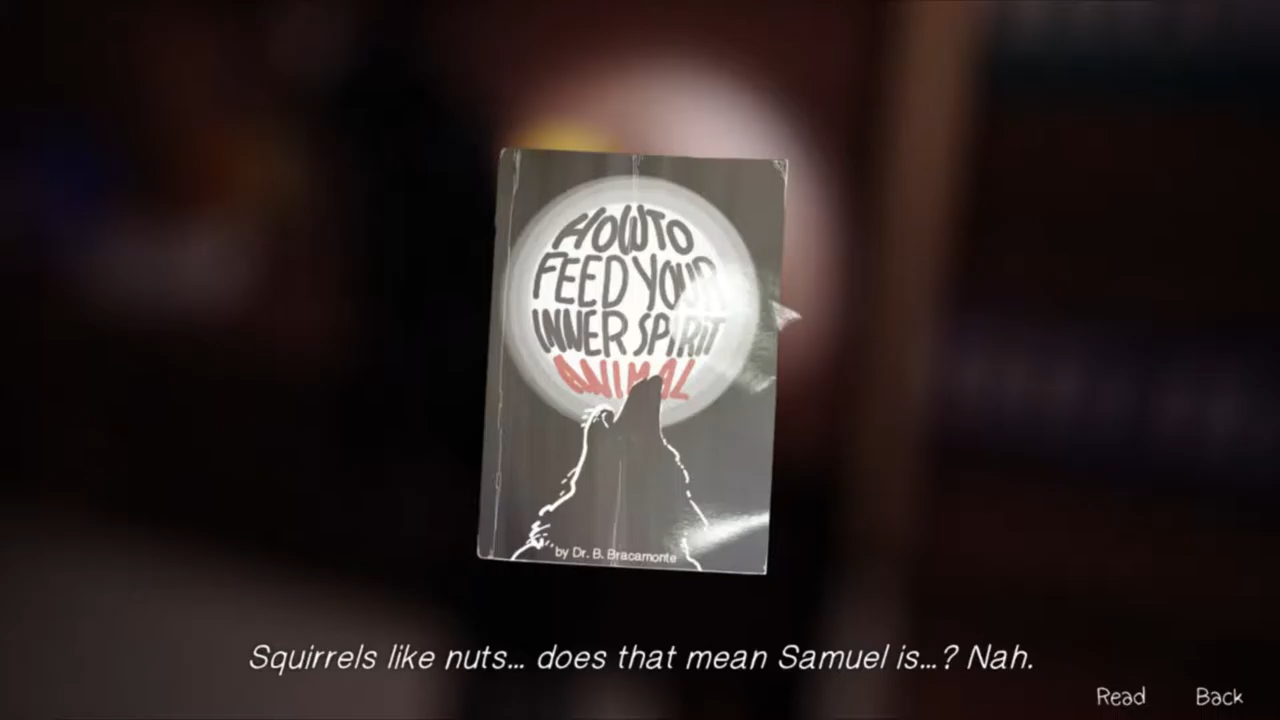 HOW TO
FEED YOUR
INNER SPIRIT
ANIMAL
by Dr. B. Bracamonte
Squirrels like nuts... does that mean Samuel is...? Nah.
Read Back